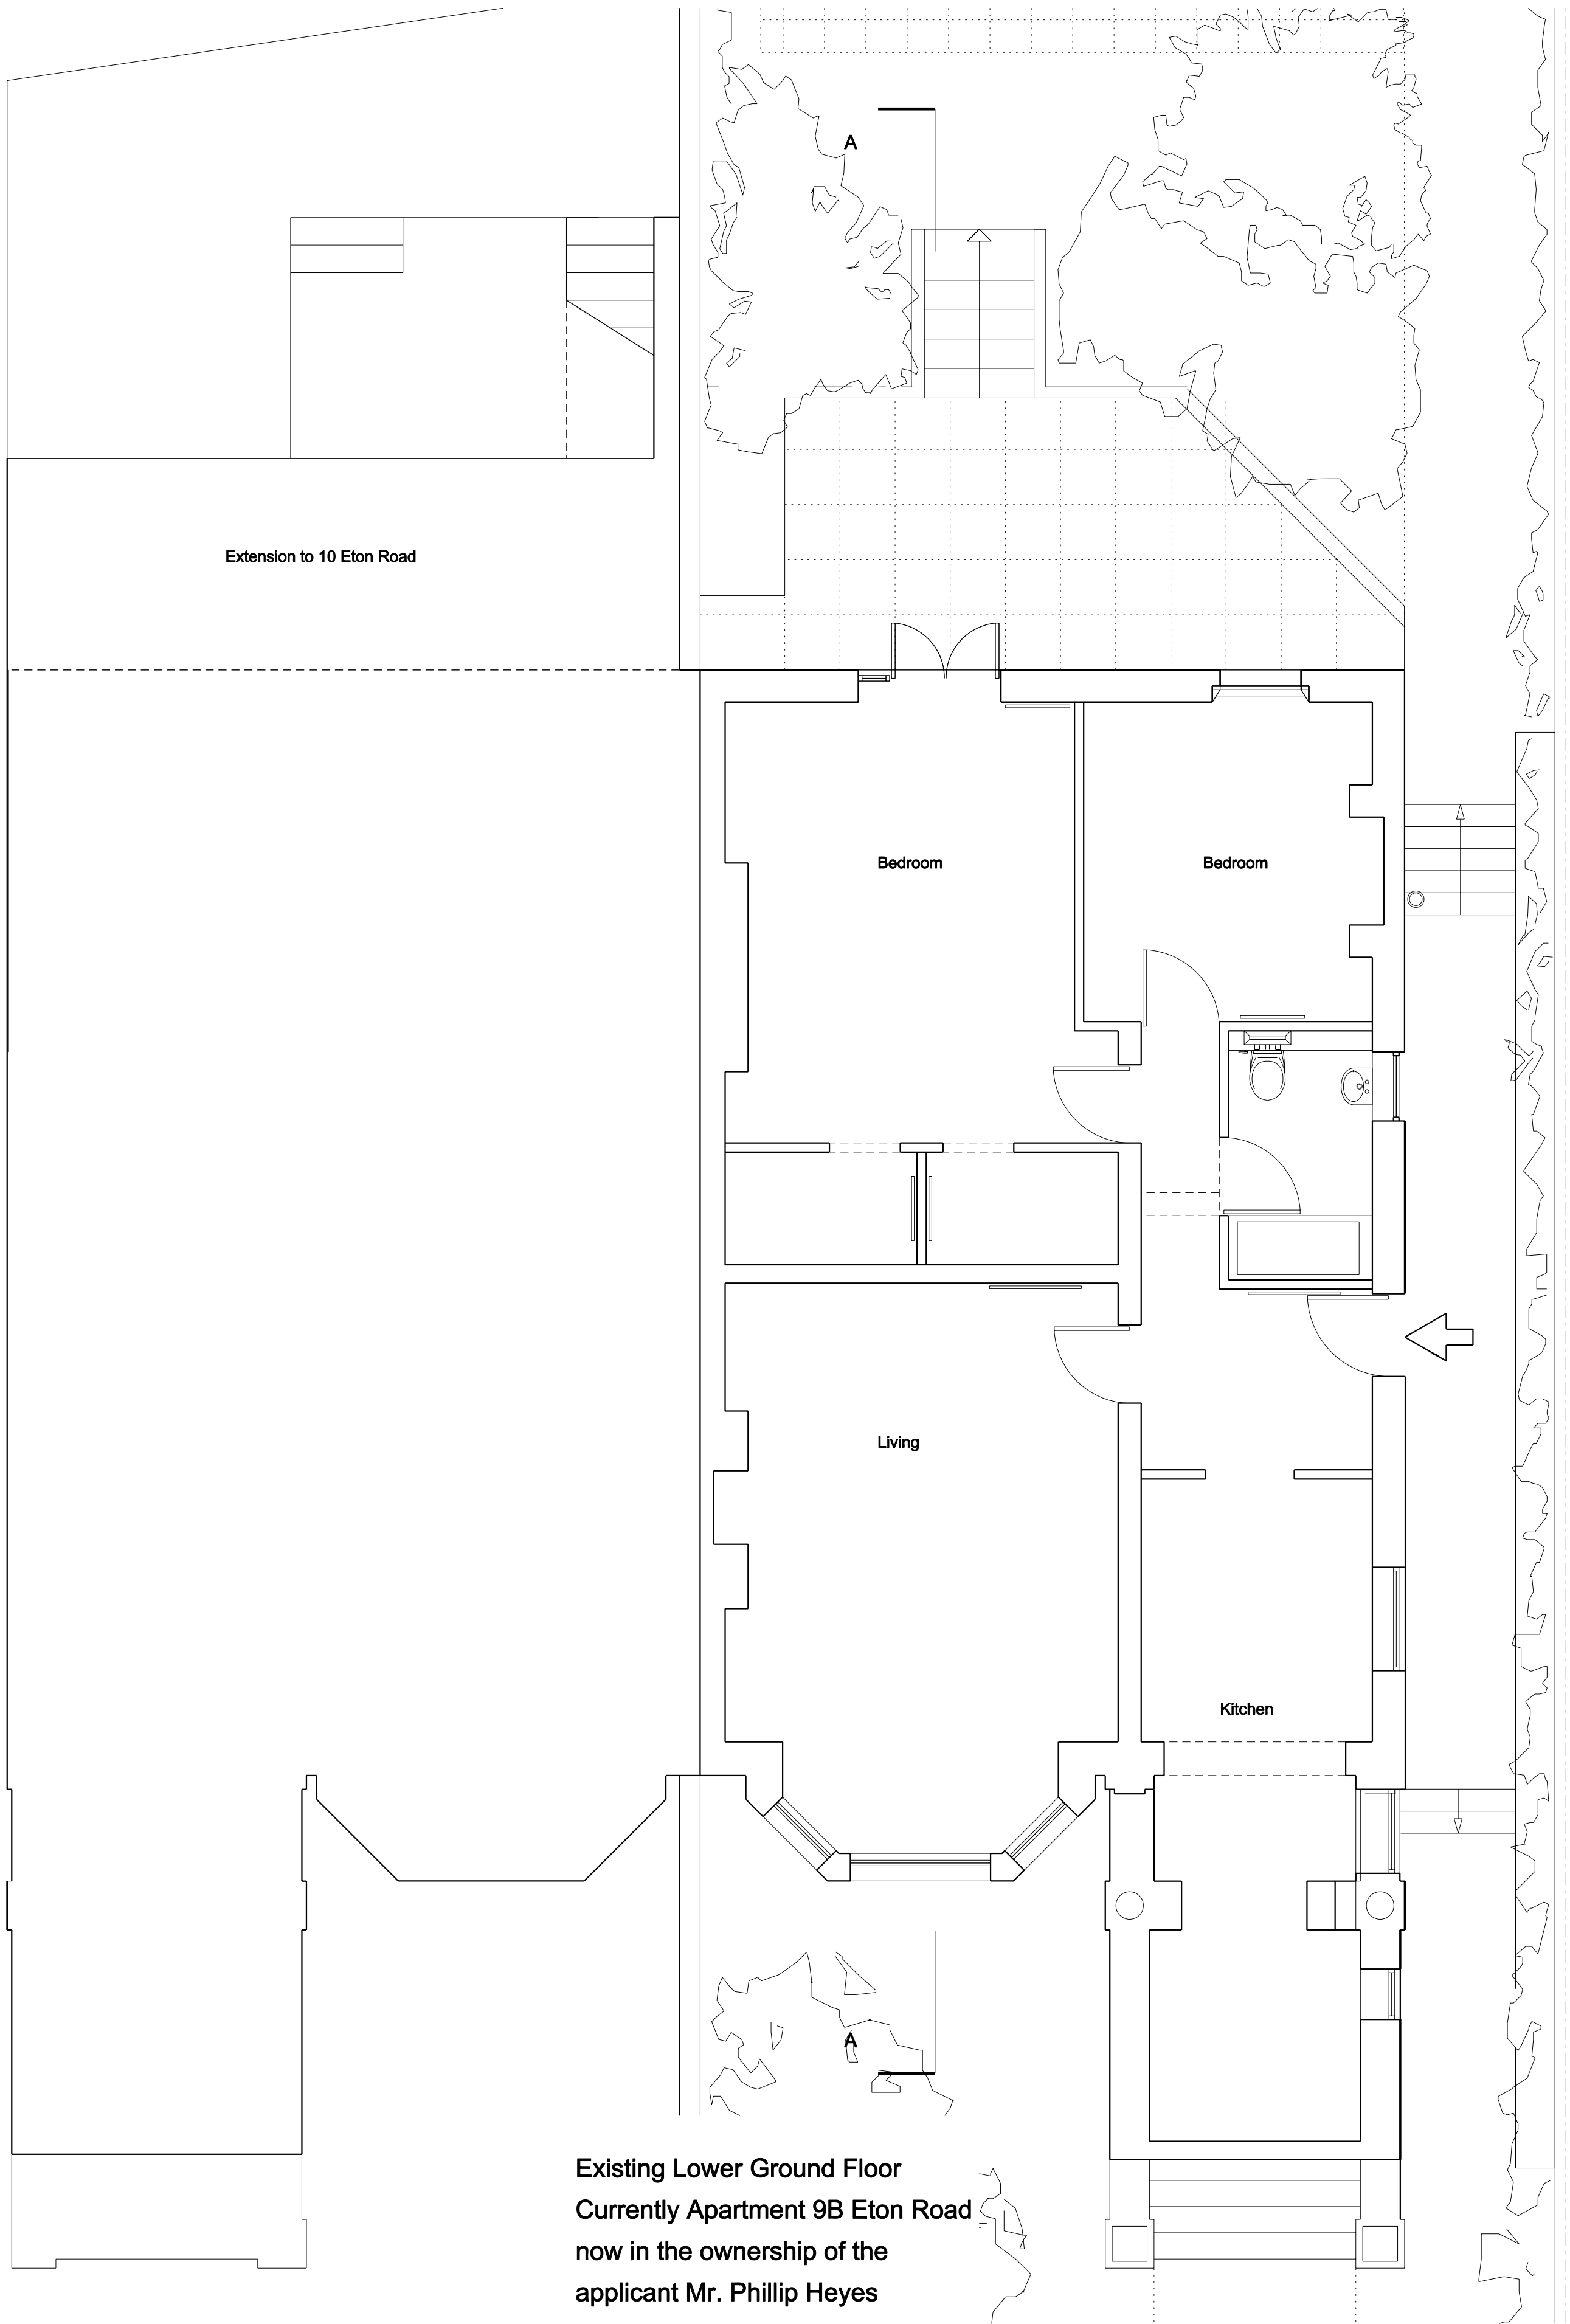 A
Extension to 10 Eton Road
Bedroom
Bedroom
Living
Kitchen
A
Existing Lower Ground Floor
Currently Apartment 9B Eton Road
now in the ownership of the
applicant Mr. Phillip Heyes